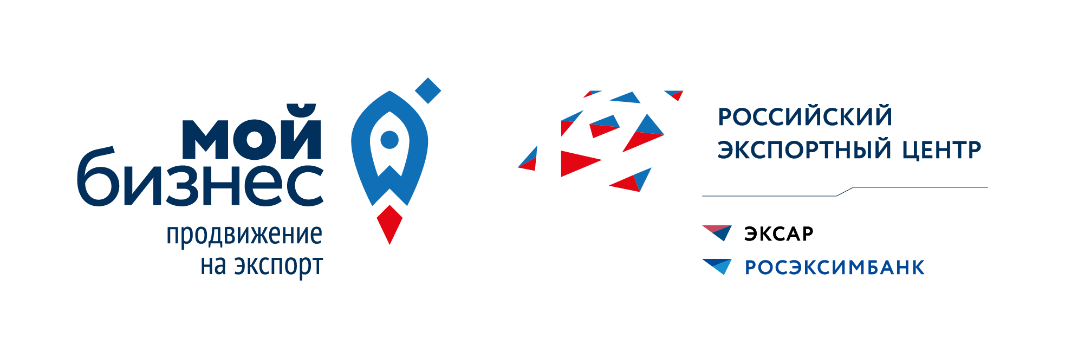 мой
бизнес
продвижение
на экспорт
РОССИЙСКИЙ
ЭКСПОРТНЫЙ ЦЕНТР
ЭКСАР
РОСЭКСИМБАНК